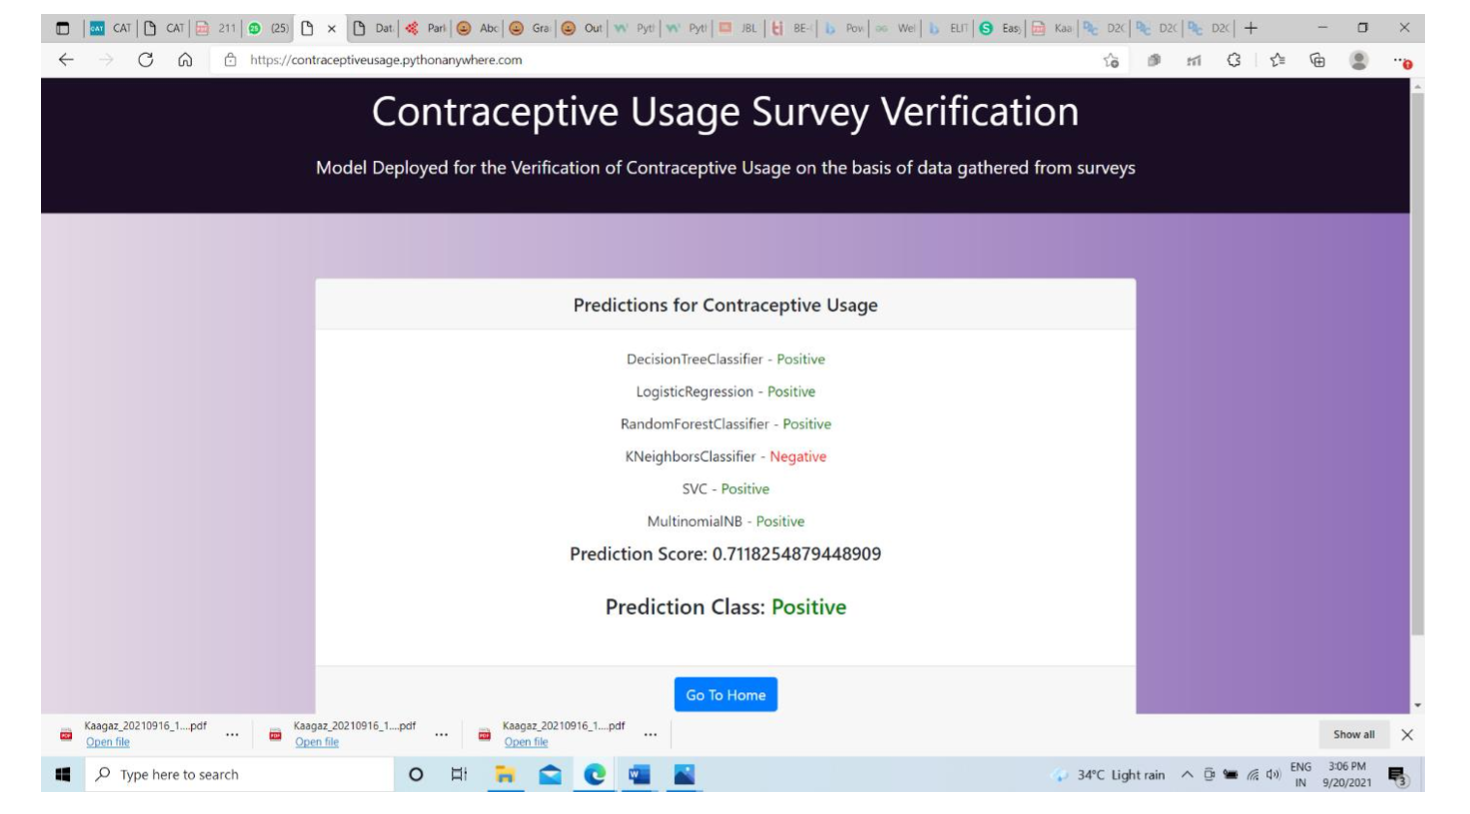 CAT CAT 211 (25) Dat Pari Abc Gra Out Pyti Pyti JBL BE Pow Wel ELIT Easy Kaa D2C D2C D2C
https://contraceptiveusage.pythonanywhere.com
Contraceptive Usage Survey Verification
Model Deployed for the Verification of Contraceptive Usage on the basis of data gathered from surveys
Predictions for Contraceptive Usage
DecisionTreeClassifier - Positive
LogisticRegression - Positive
RandomForestClassifier - Positive
KNeighborsClassifier - Negative
SVC - Positive
MultinomialNB - Positive
Prediction Score: 0.7118254879448909
Prediction Class: Positive
Go To Home
Kaagaz_20210916_1....pdf Kaagaz_20210916_1....pdf Kaagaz_20210916_1....pdf
Open file Open file Open file
Show all
Type here to search
34°C Light rain
ENG 3:06 PM
IN 9/20/2021
3